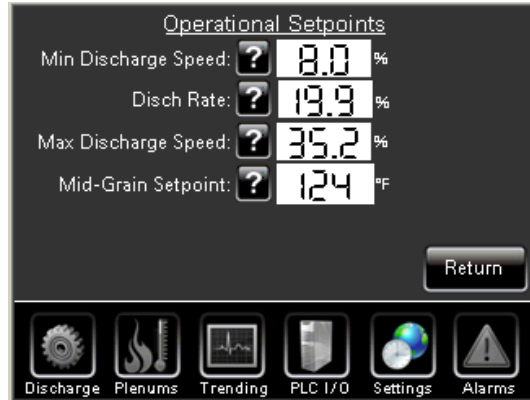 Operational Setpoints
Min Discharge Speed: ? 8.0 %
Disch Rate: ? 19.9 %
Max Discharge Speed: ? 35.2 %
Mid-Grain Setpoint: ? 124 °F
Return
Discharge Plenums Trending PLC I/O Settings Alarms